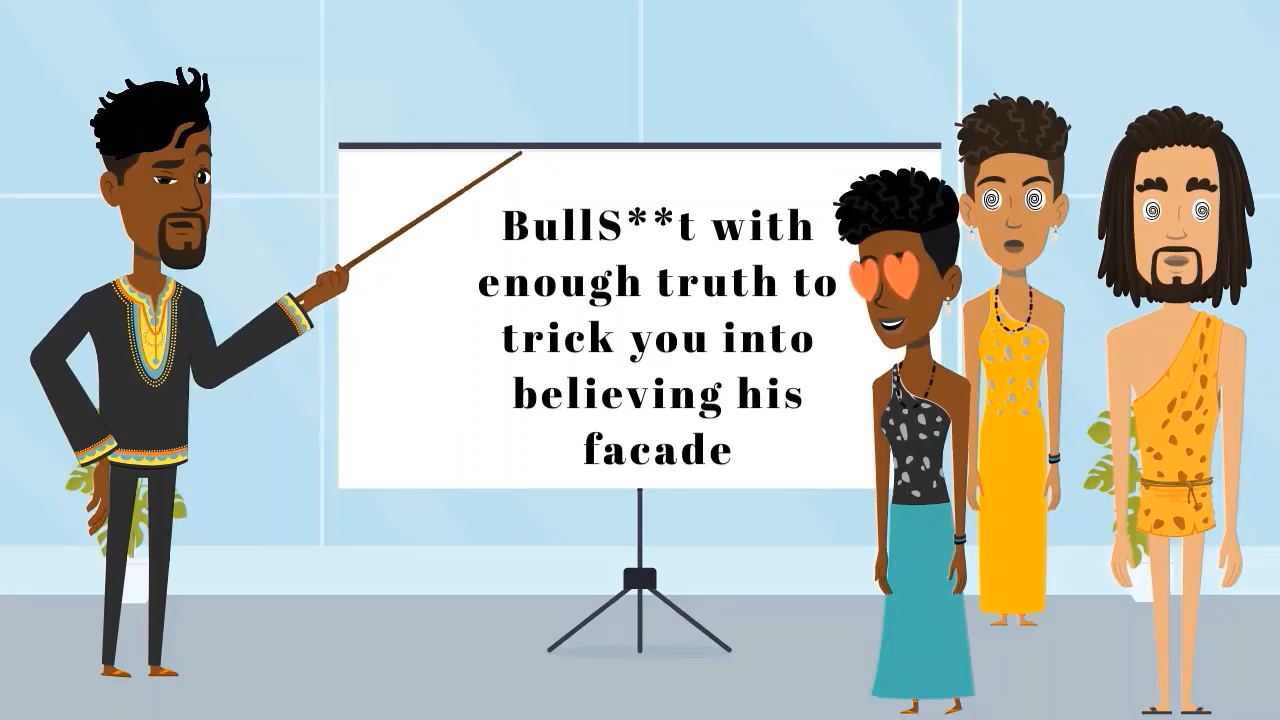 BullS**t with
enough truth to
trick you into
believing his
facade